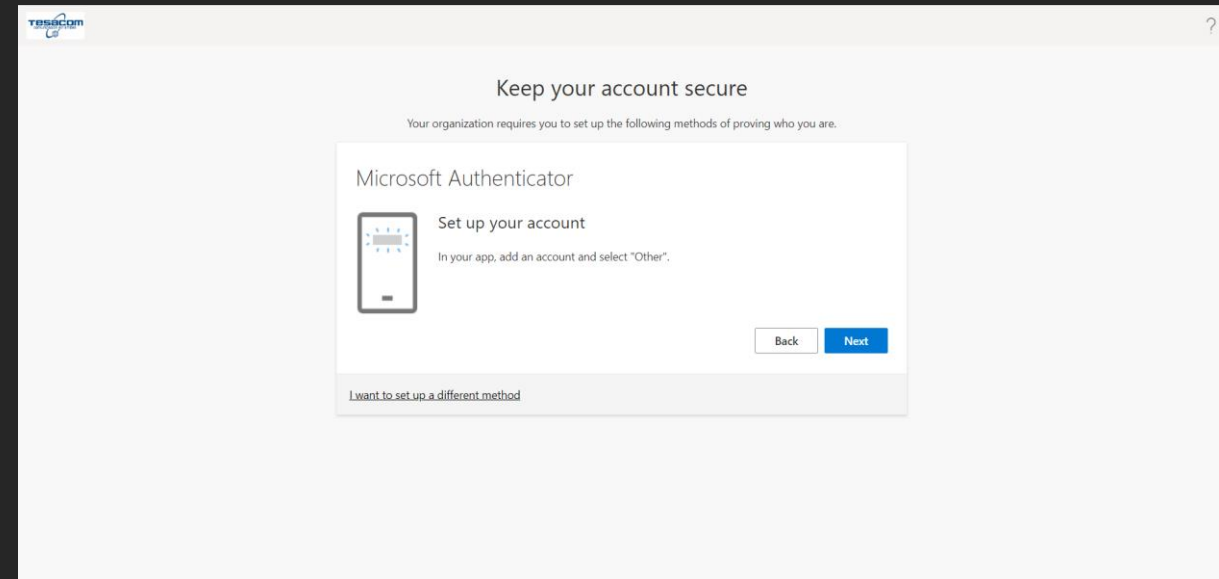 TESACOM
?
Keep your account secure
Your organization requires you to set up the following methods of proving who you are.
Microsoft Authenticator
Set up your account
In your app, add an account and select "Other".
Back
Next
I want to set up a different method